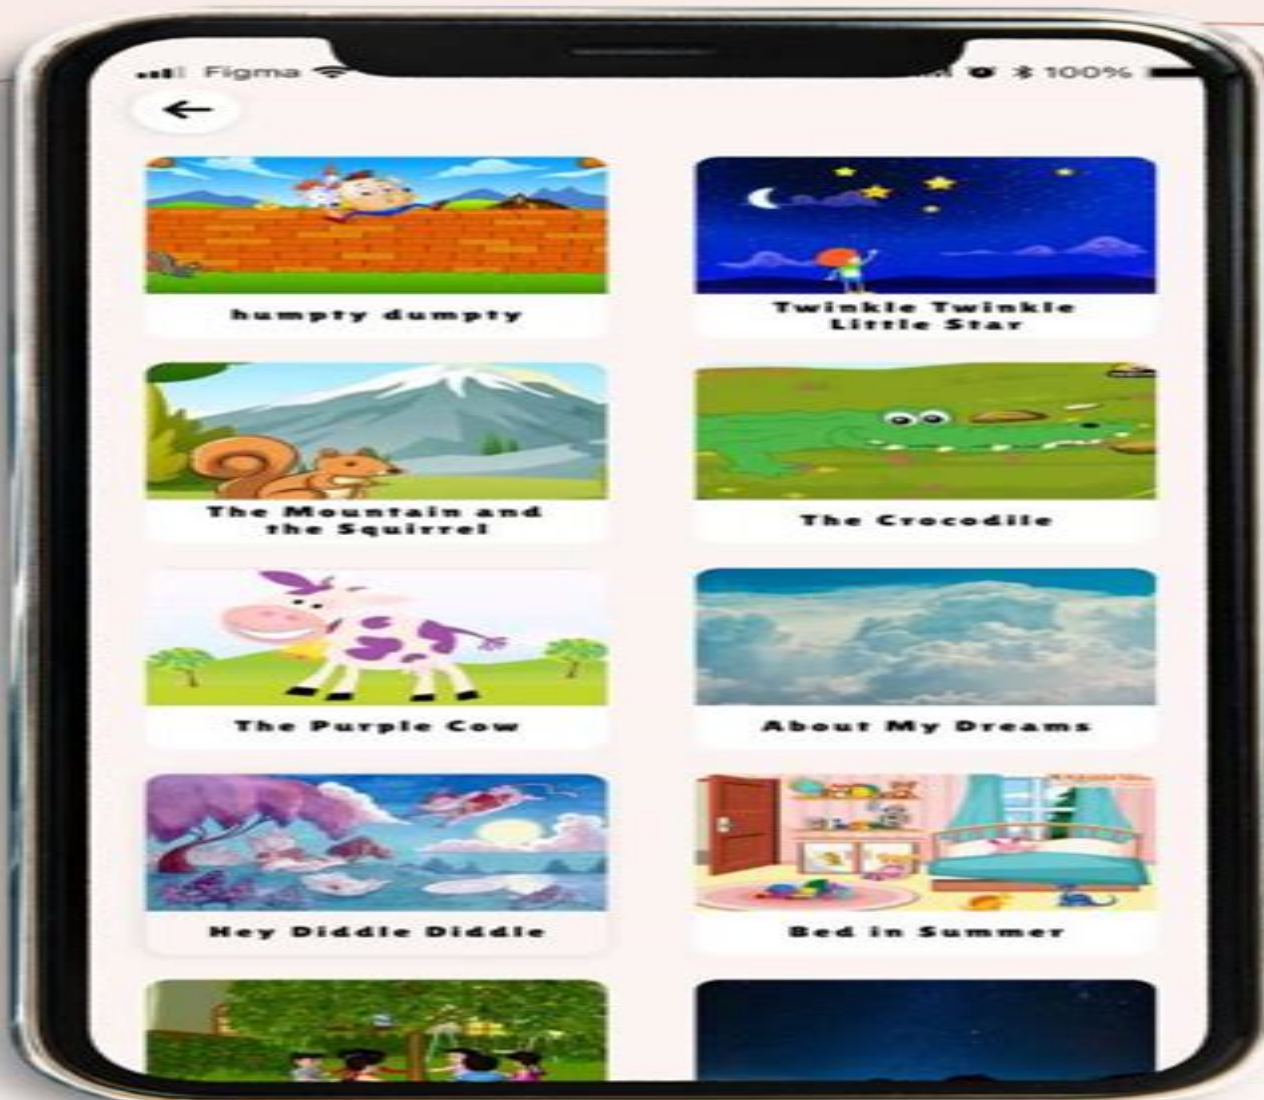 Figma
100%
humpty dumpty
Twinkle Twinkle
Little Star
The Mountain and
the Squirrel
The Crocodile
The Purple Cow
About My Dreams
Hey Diddle Diddle
Bed in Summer